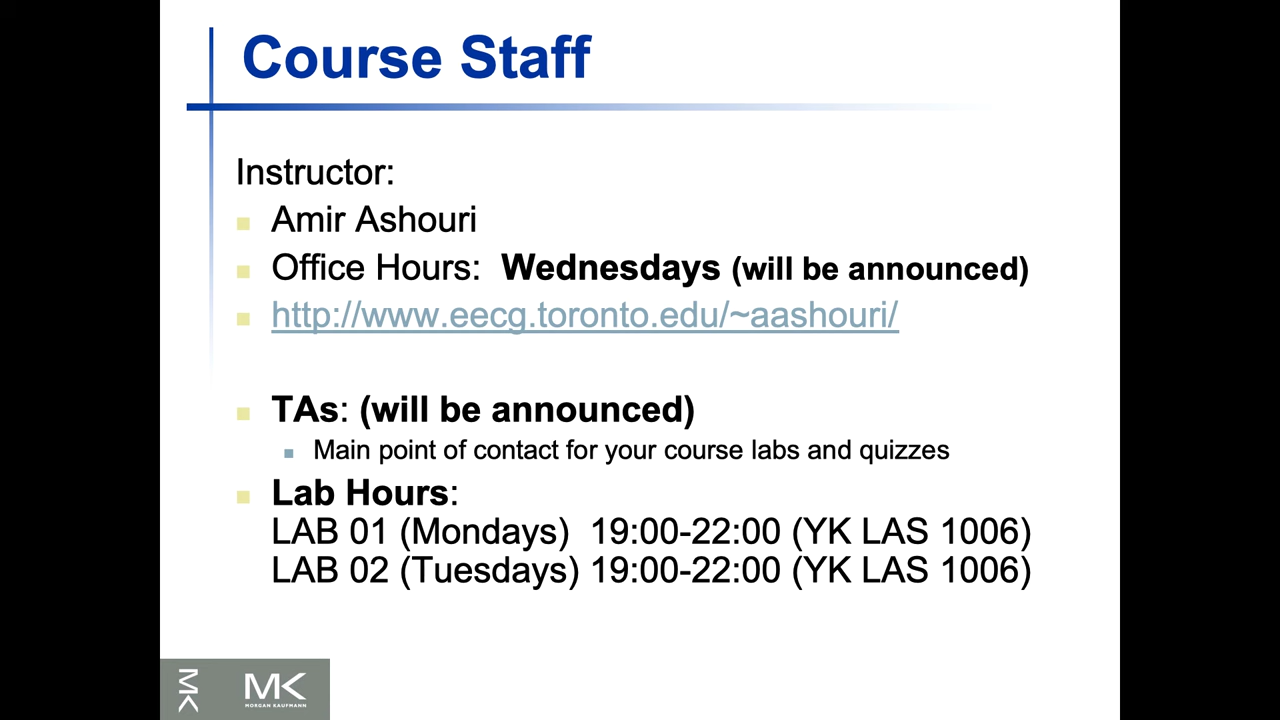 Course Staff
Instructor:
Amir Ashouri
Office Hours: Wednesdays (will be announced)
http://www.eecg.toronto.edu/~aashouri/
TAs: (will be announced)
Main point of contact for your course labs and quizzes
Lab Hours:
LAB 01 (Mondays) 19:00-22:00 (YK LAS 1006)
LAB 02 (Tuesdays) 19:00-22:00 (YK LAS 1006)
MK
MK
MORGAN KAUFMANN